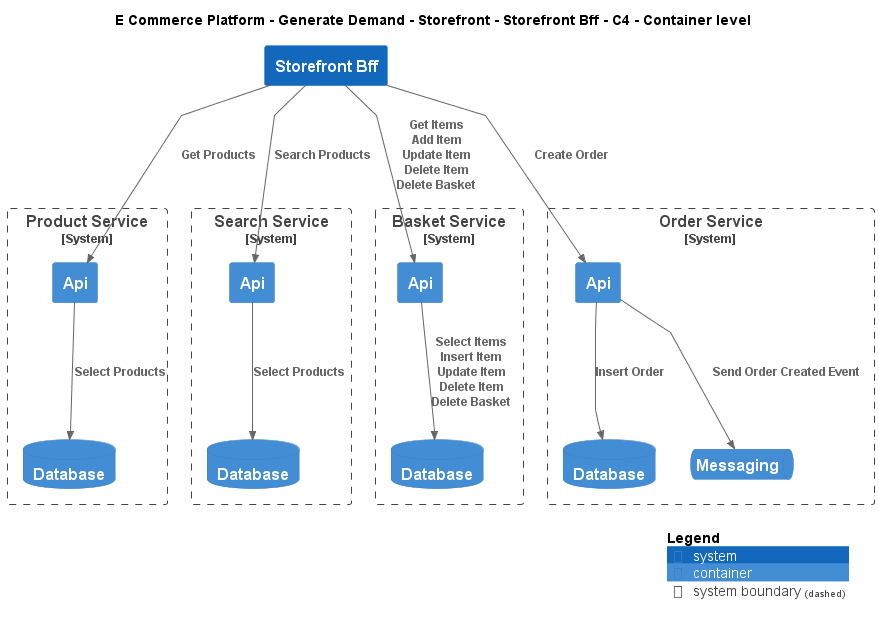 E Commerce Platform - Generate Demand - Storefront - Storefront Bff - C4 - Container level
Storefront Bff
Get Products
Search Products
Get Items
Add Item
Update Item
Delete Item
Delete Basket
Create Order
Product Service
[System]
Search Service
[System]
Basket Service
[System]
Order Service
[System]
Api
Api
Api
Api
Select Products
Select Products
Select Items
Insert Item
Update Item
Delete Item
Delete Basket
Insert Order
Send Order Created Event
Database
Database
Database
Database
Messaging
Legend
system
container
system boundary (dashed)